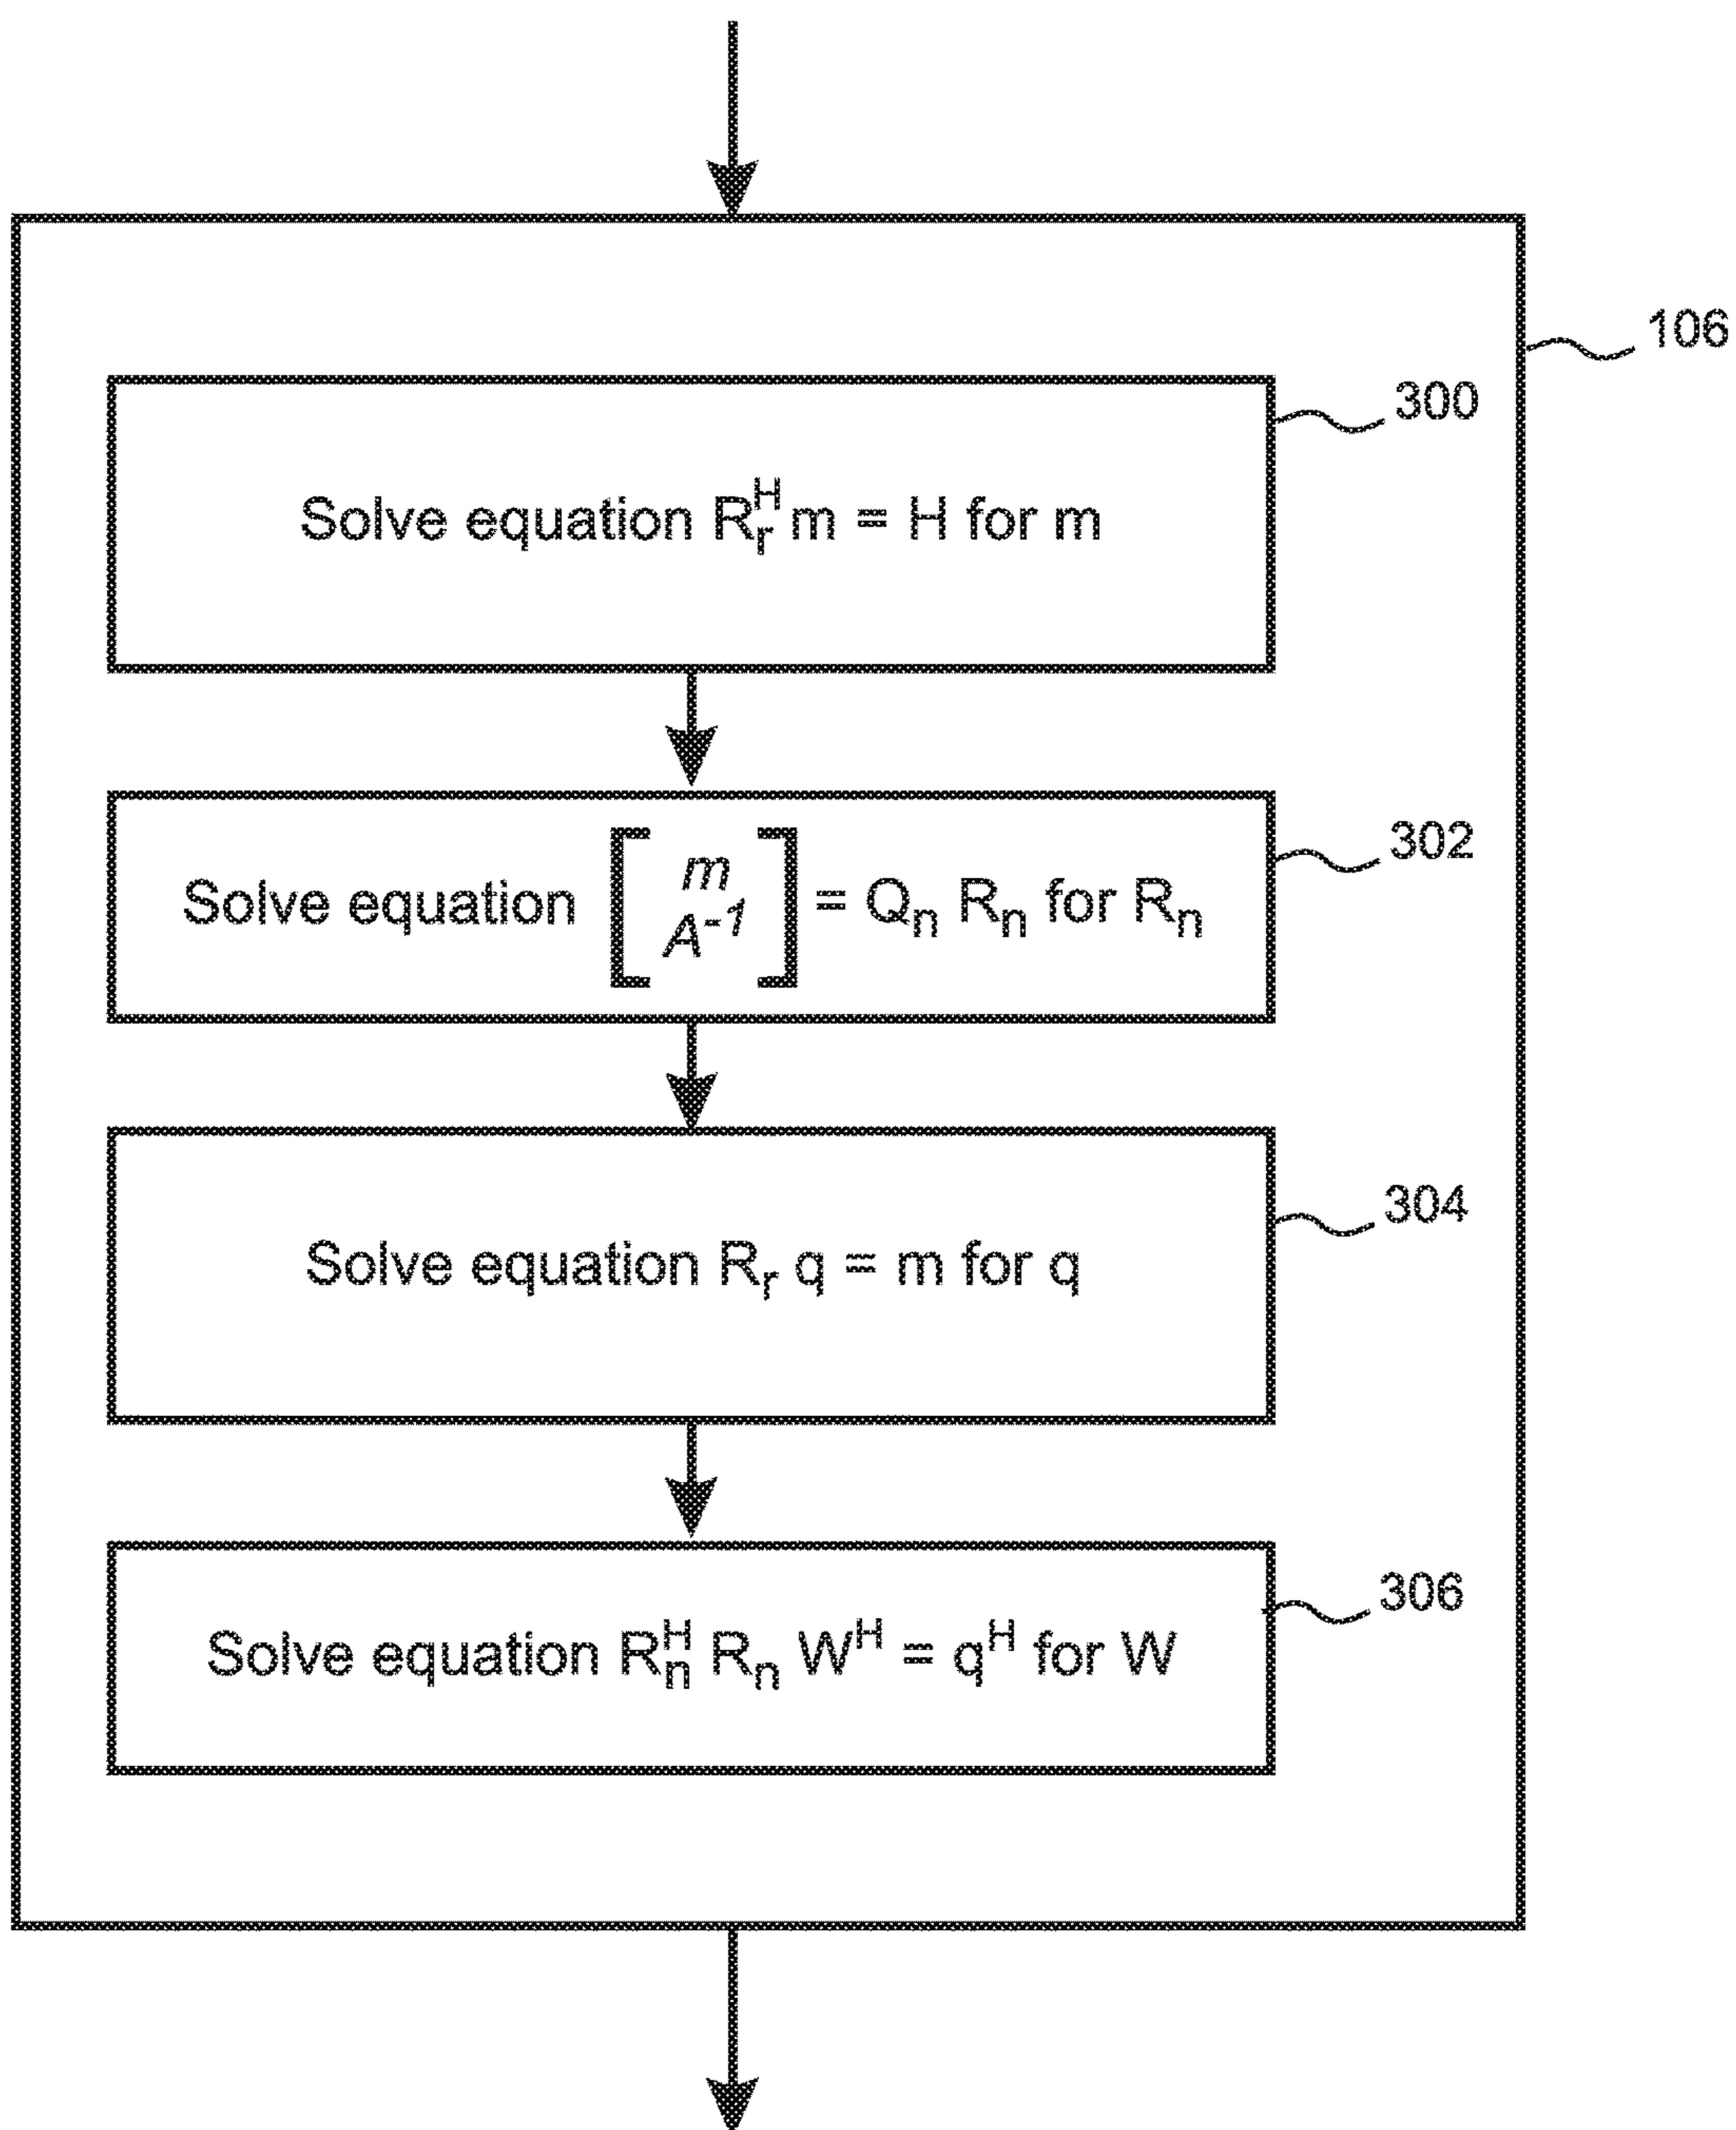 106
300
Solve equation R_r^H m = H for m
302
Solve equation [ m A^-1 ] = Q_n R_n for R_n
304
Solve equation R_r q = m for q
306
Solve equation R_n^H R_n W^H = q^H for W